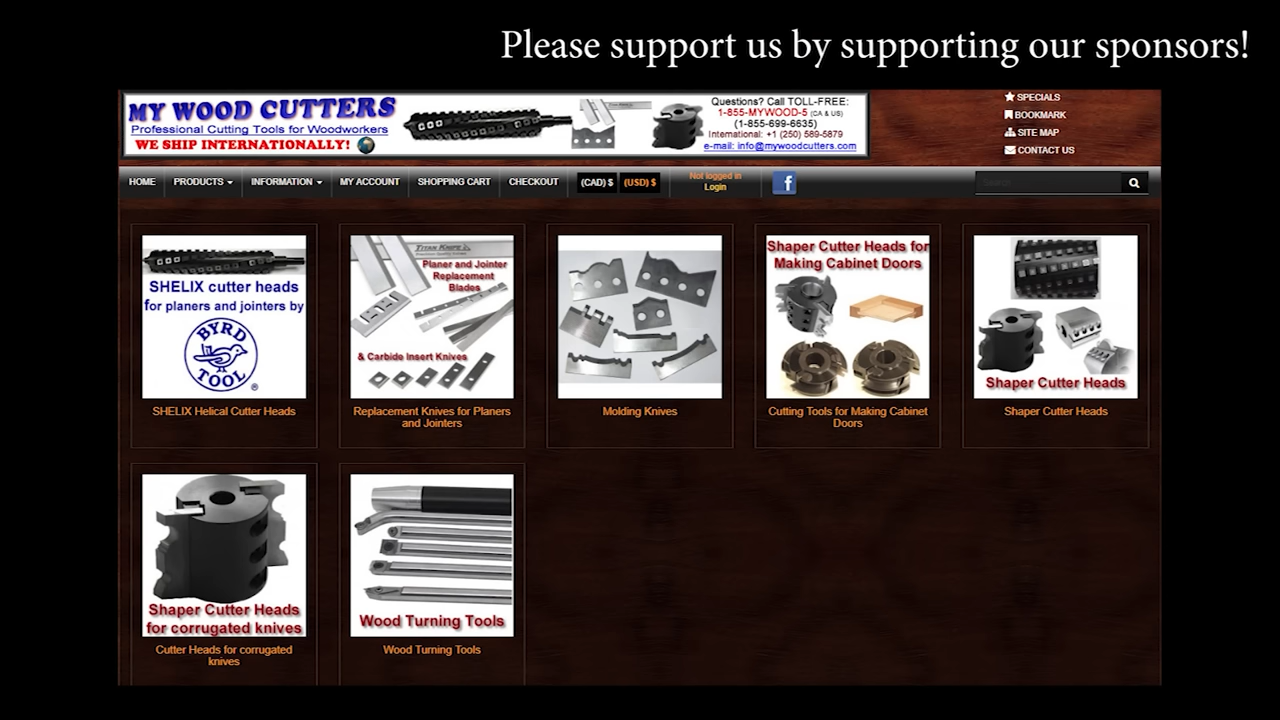 Please support us by supporting our sponsors!
MY WOOD CUTTERS
Professional Cutting Tools for Woodworkers
WE SHIP INTERNATIONALLY!
Questions? Call TOLL-FREE:
1-855-MYWOOD-5 (CA & US)
(1-855-699-6635)
International: +1 (250) 589-5879
e-mail: info@mywoodcutters.com
SPECIALS
BOOKMARK
SITE MAP
CONTACT US
HOME PRODUCTS INFORMATION MY ACCOUNT SHOPPING CART CHECKOUT (CAD) $ (USD) $
Not logged in
Login
f
Search
SHELIX cutter heads
for planers and jointers by
BYRD
TOOL
®
SHELIX Helical Cutter Heads
TITAN KNIFE
Planer and Jointer
Replacement
Blades
& Carbide Insert Knives
Replacement Knives for Planers
and Jointers
Molding Knives
Shaper Cutter Heads for
Making Cabinet Doors
Cutting Tools for Making Cabinet
Doors
Shaper Cutter Heads
Shaper Cutter Heads
Shaper Cutter Heads
for corrugated knives
Cutter Heads for corrugated
knives
Wood Turning Tools
Wood Turning Tools